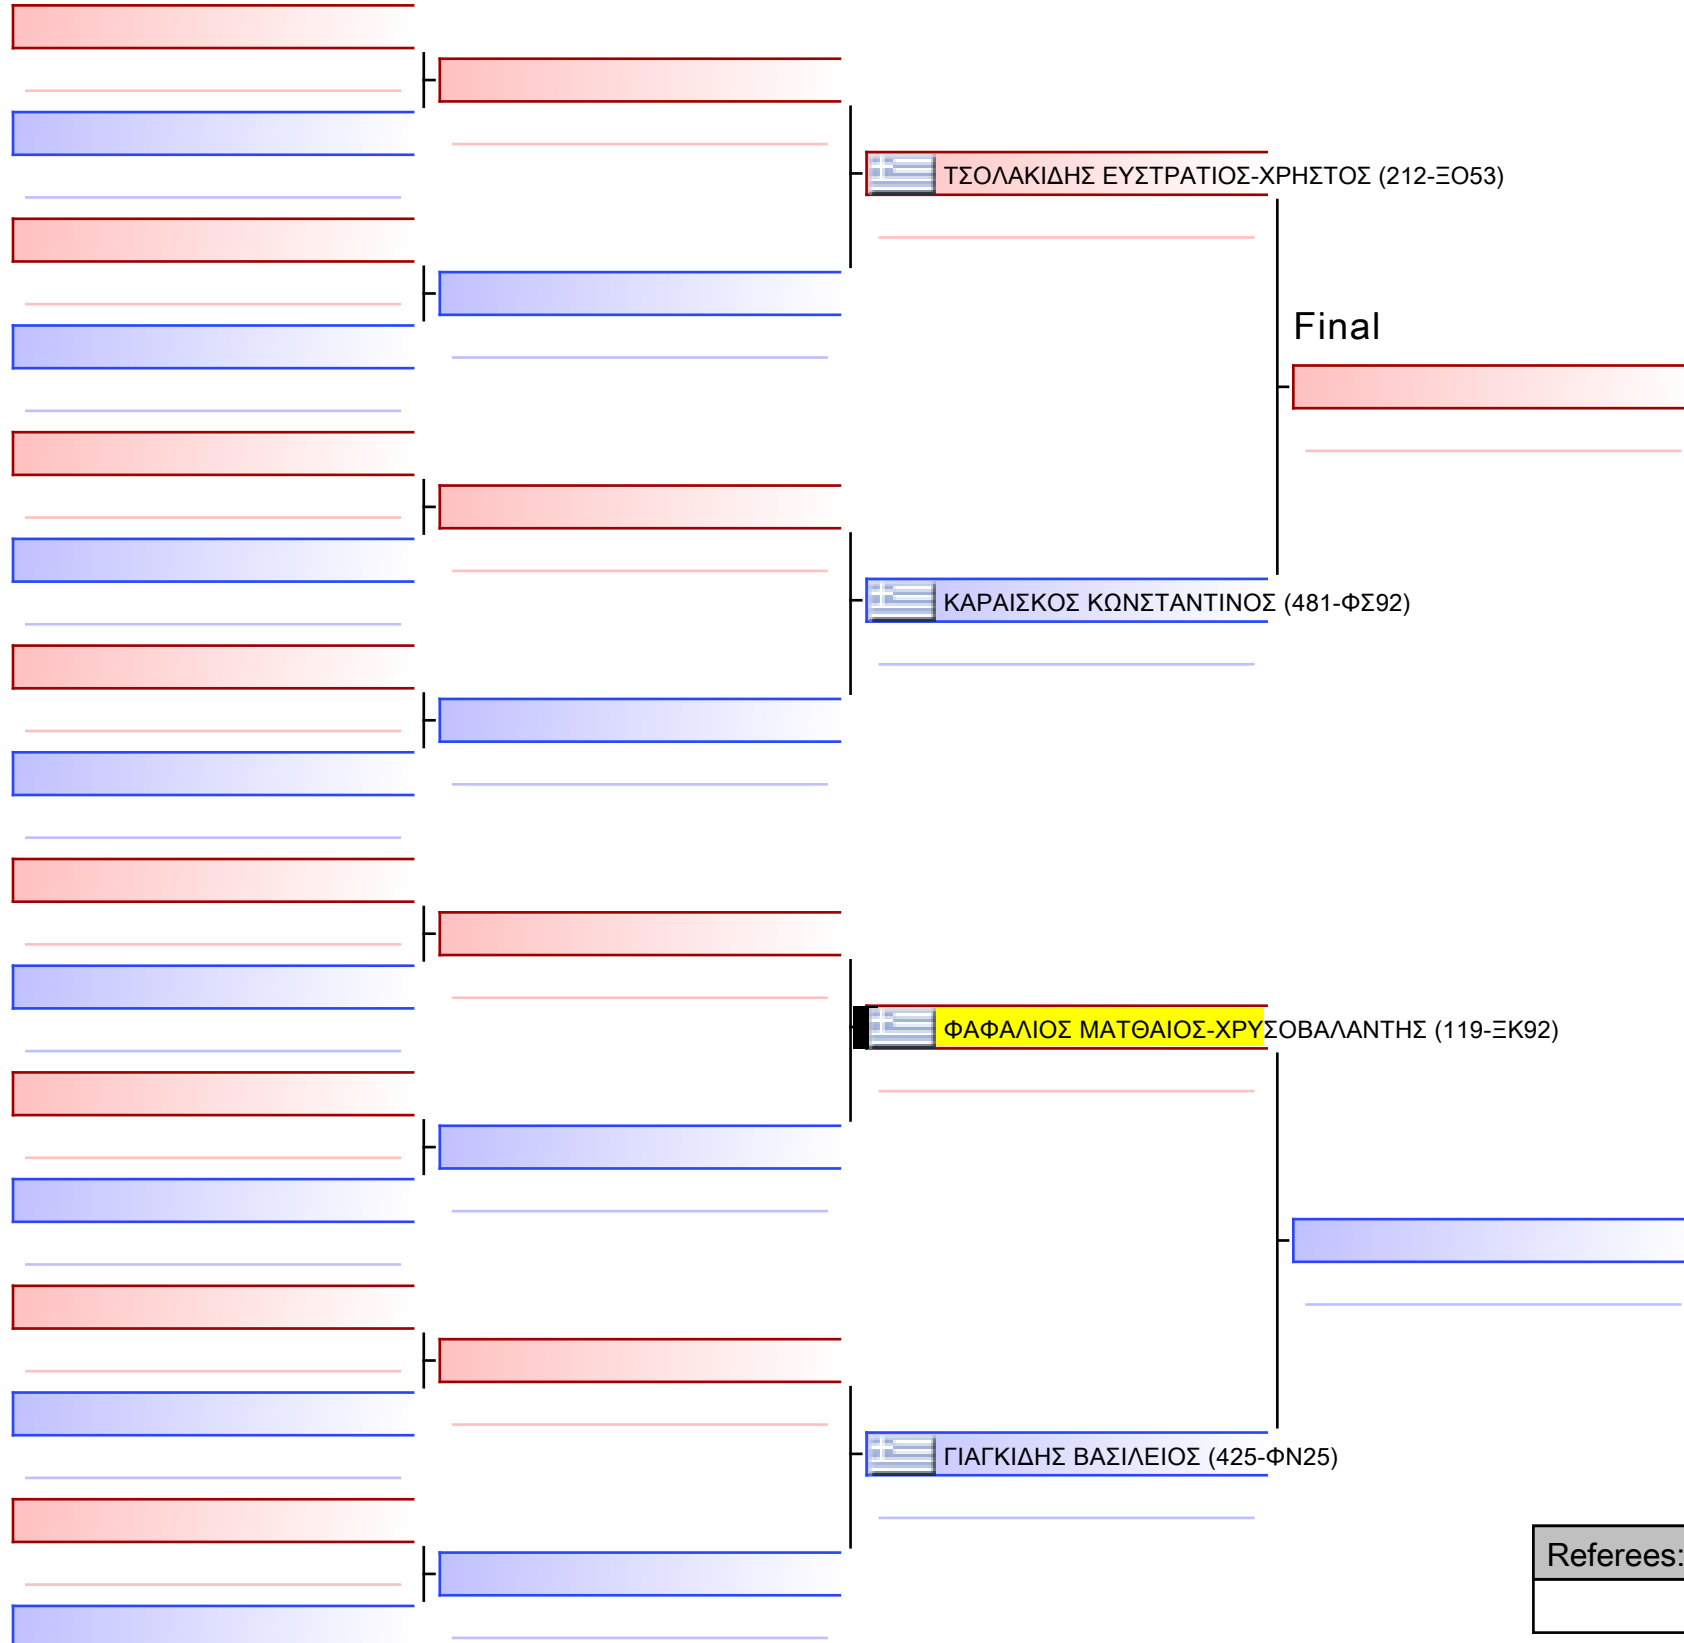 ΤΣΟΛΑΚΙΔΗΣ ΕΥΣΤΡΑΤΙΟΣ-ΧΡΗΣΤΟΣ (212-ΞΟ53)
Final
ΚΑΡΑΙΣΚΟΣ ΚΩΝΣΤΑΝΤΙΝΟΣ (481-ΦΣ92)
ΦΑΦΑΛΙΟΣ ΜΑΤΘΑΙΟΣ-ΧΡΥΣΟΒΑΛΑΝΤΗΣ (119-ΞΚ92)
ΓΙΑΓΚΙΔΗΣ ΒΑΣΙΛΕΙΟΣ (425-ΦΝ25)
Referees: